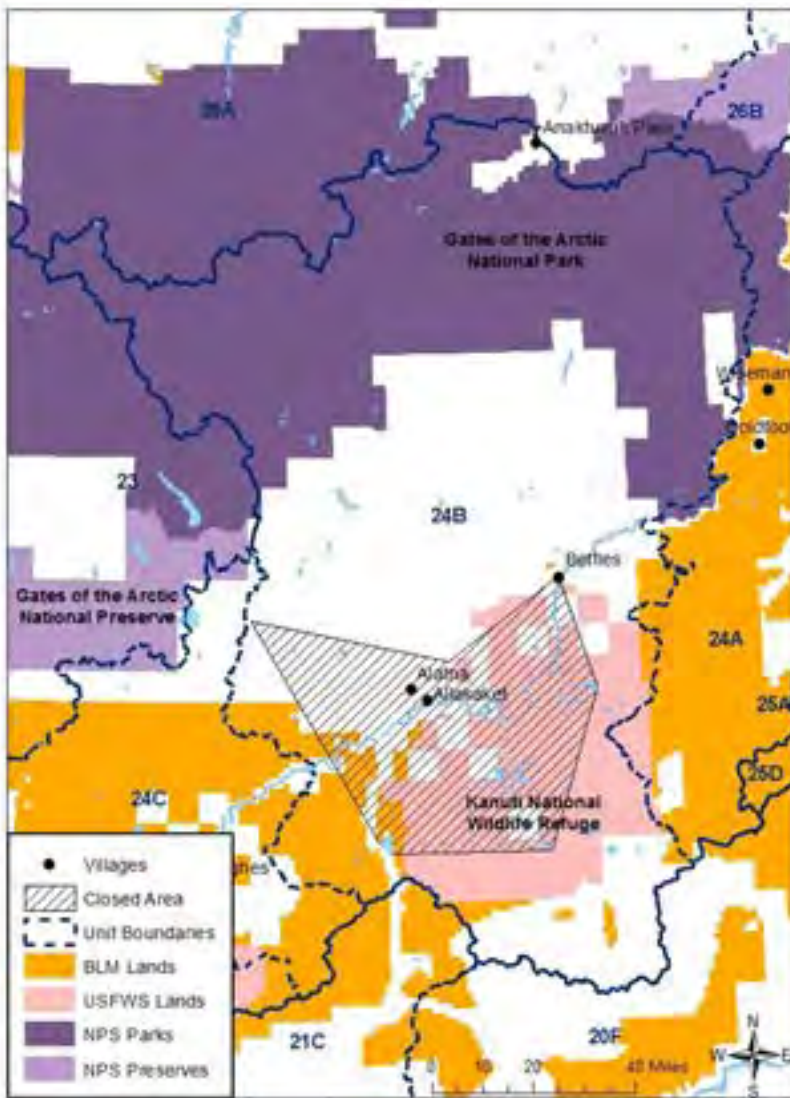 26A
26B
Anaktuvuk Pass
Gates of the Arctic
National Park
Wiseman
23
24B
Bettles
Gates of the Arctic
National Preserve
24A
Alatna
Allakaket
25A
25D
24C
Kanuti National
Wildlife Refuge
Villages
Closed Area
Unit Boundaries
BLM Lands
USFWS Lands
NPS Parks
NPS Preserves
21C
20F
N
W
E
S
0 10 20 40 Miles